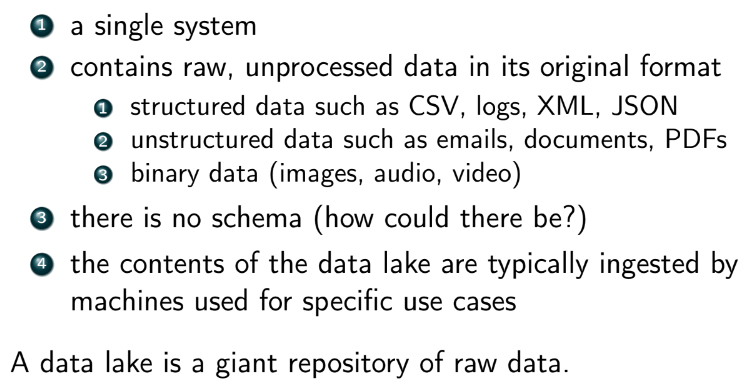 1 a single system
2 contains raw, unprocessed data in its original format
1 structured data such as CSV, logs, XML, JSON
2 unstructured data such as emails, documents, PDFs
3 binary data (images, audio, video)
3 there is no schema (how could there be?)
4 the contents of the data lake are typically ingested by
machines used for specific use cases
A data lake is a giant repository of raw data.